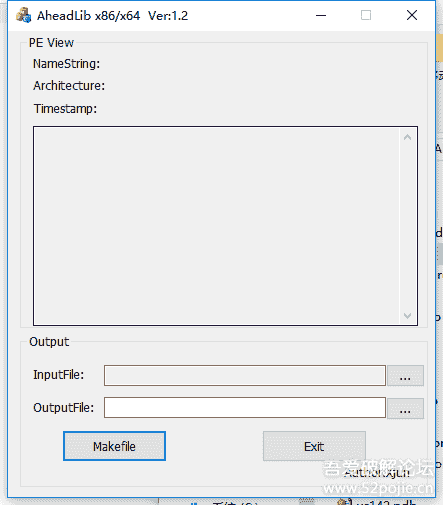 AheadLib x86/x64 Ver:1.2
PE View
NameString:
Architecture:
Timestamp:
Output
InputFile:
...
OutputFile:
...
Makefile
Exit
吾爱破解论坛
www.52pojie.cn